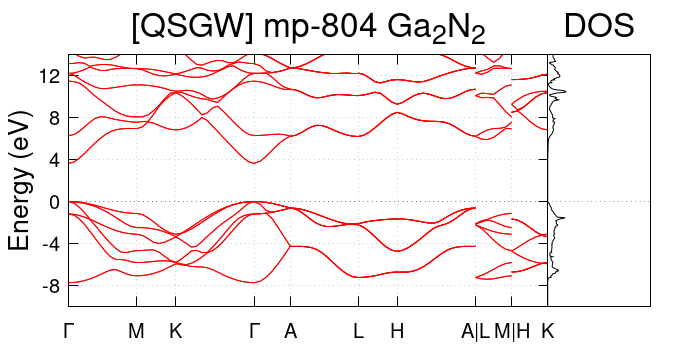 [QSGW] mp-804 Ga₂N₂ DOS
Energy (eV)
12
8
4
0
-4
-8
Γ M K Γ A L H A|L M|H K